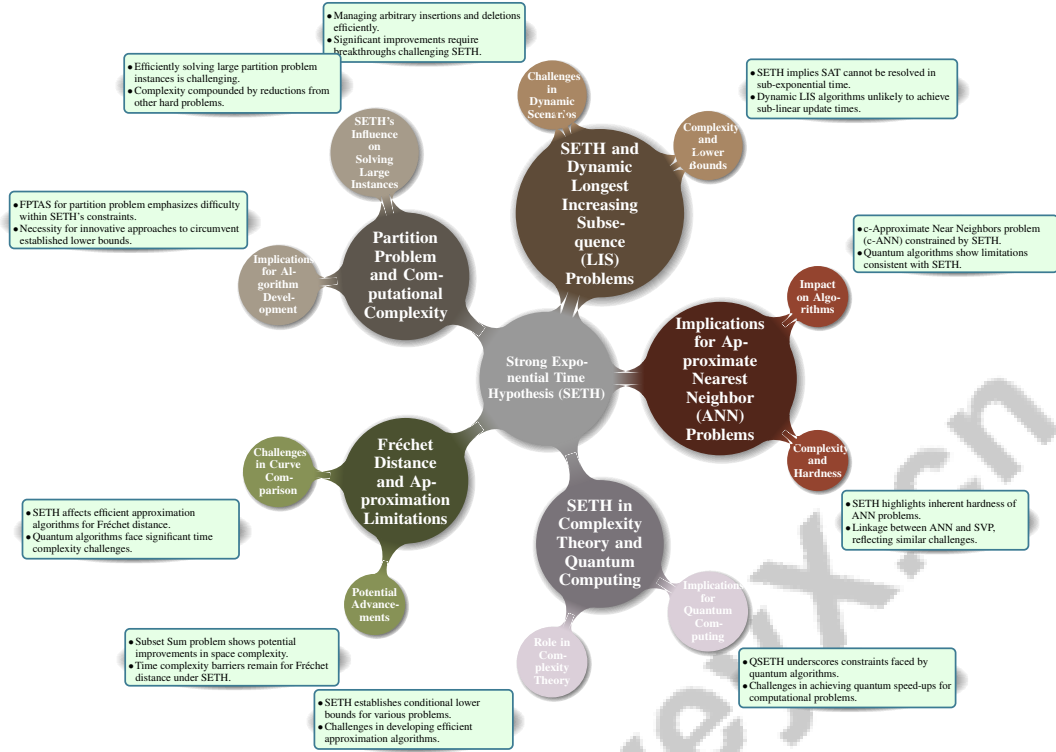 ● Managing arbitrary insertions and deletions
efficiently.
● Significant improvements require
breakthroughs challenging SETH.
● Efficiently solving large partition problem
instances is challenging.
● Complexity compounded by reductions from
other hard problems.
● SETH implies SAT cannot be resolved in
sub-exponential time.
● Dynamic LIS algorithms unlikely to achieve
sub-linear update times.
Challenges
in
Dynamic
Scenarios
Complexity
and
Lower
Bounds
SETH's
Influence
on
Solving
Large
Instances
SETH and
Dynamic
Longest
Increasing
Subse-
quence
(LIS)
Problems
● FPTAS for partition problem emphasizes difficulty
within SETH's constraints.
● Necessity for innovative approaches to circumvent
established lower bounds.
● c-Approximate Near Neighbors problem
(c-ANN) constrained by SETH.
● Quantum algorithms show limitations
consistent with SETH.
Implications
for Al-
gorithm
Devel-
opment
Partition
Problem
and Com-
putational
Complexity
Impact
on Algo-
rithms
Strong Expo-
nential Time
Hypothesis (SETH)
Implications
for Ap-
proximate
Nearest
Neighbor
(ANN)
Problems
Challenges
in Curve
Com-
parison
Fréchet
Distance
and Ap-
proximation
Limitations
Complexity
and
Hardness
● SETH affects efficient approximation
algorithms for Fréchet distance.
● Quantum algorithms face significant time
complexity challenges.
SETH in
Complexity
Theory and
Quantum
Computing
● SETH highlights inherent hardness of
ANN problems.
● Linkage between ANN and SVP,
reflecting similar challenges.
Potential
Advance-
ments
Implications
for
Quantum
Com-
puting
Role in
Com-
plexity
Theory
● Subset Sum problem shows potential
improvements in space complexity.
● Time complexity barriers remain for Fréchet
distance under SETH.
● QSETH underscores constraints faced by
quantum algorithms.
● Challenges in achieving quantum speed-ups for
computational problems.
● SETH establishes conditional lower
bounds for various problems.
● Challenges in developing efficient
approximation algorithms.